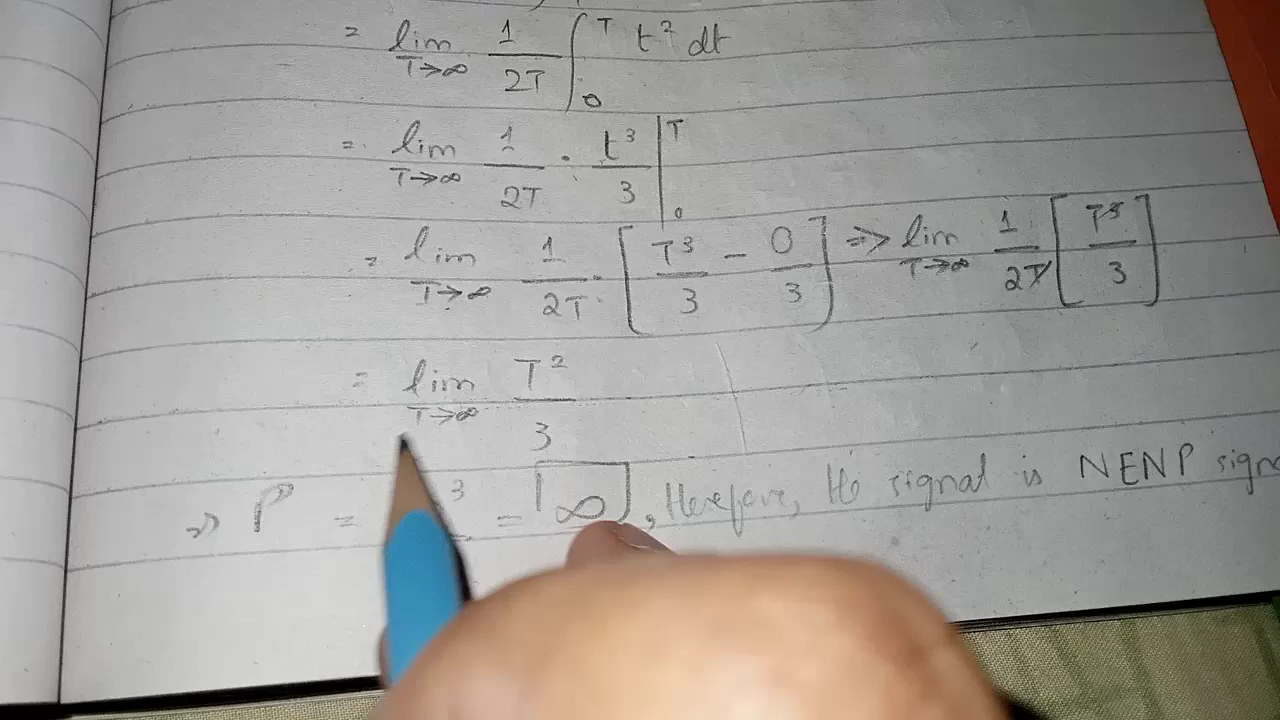 = lim T→∞ 1/2T ∫₀ᵀ t² dt
= lim T→∞ 1/2T · t³/3 |₀ᵀ
= lim T→∞ 1/2T · [T³/3 - 0/3] => lim T→∞ 1/2T [T³/3]
= lim T→∞ T²/3
=> P = 3 = ∞, Therefore, the signal is NENP